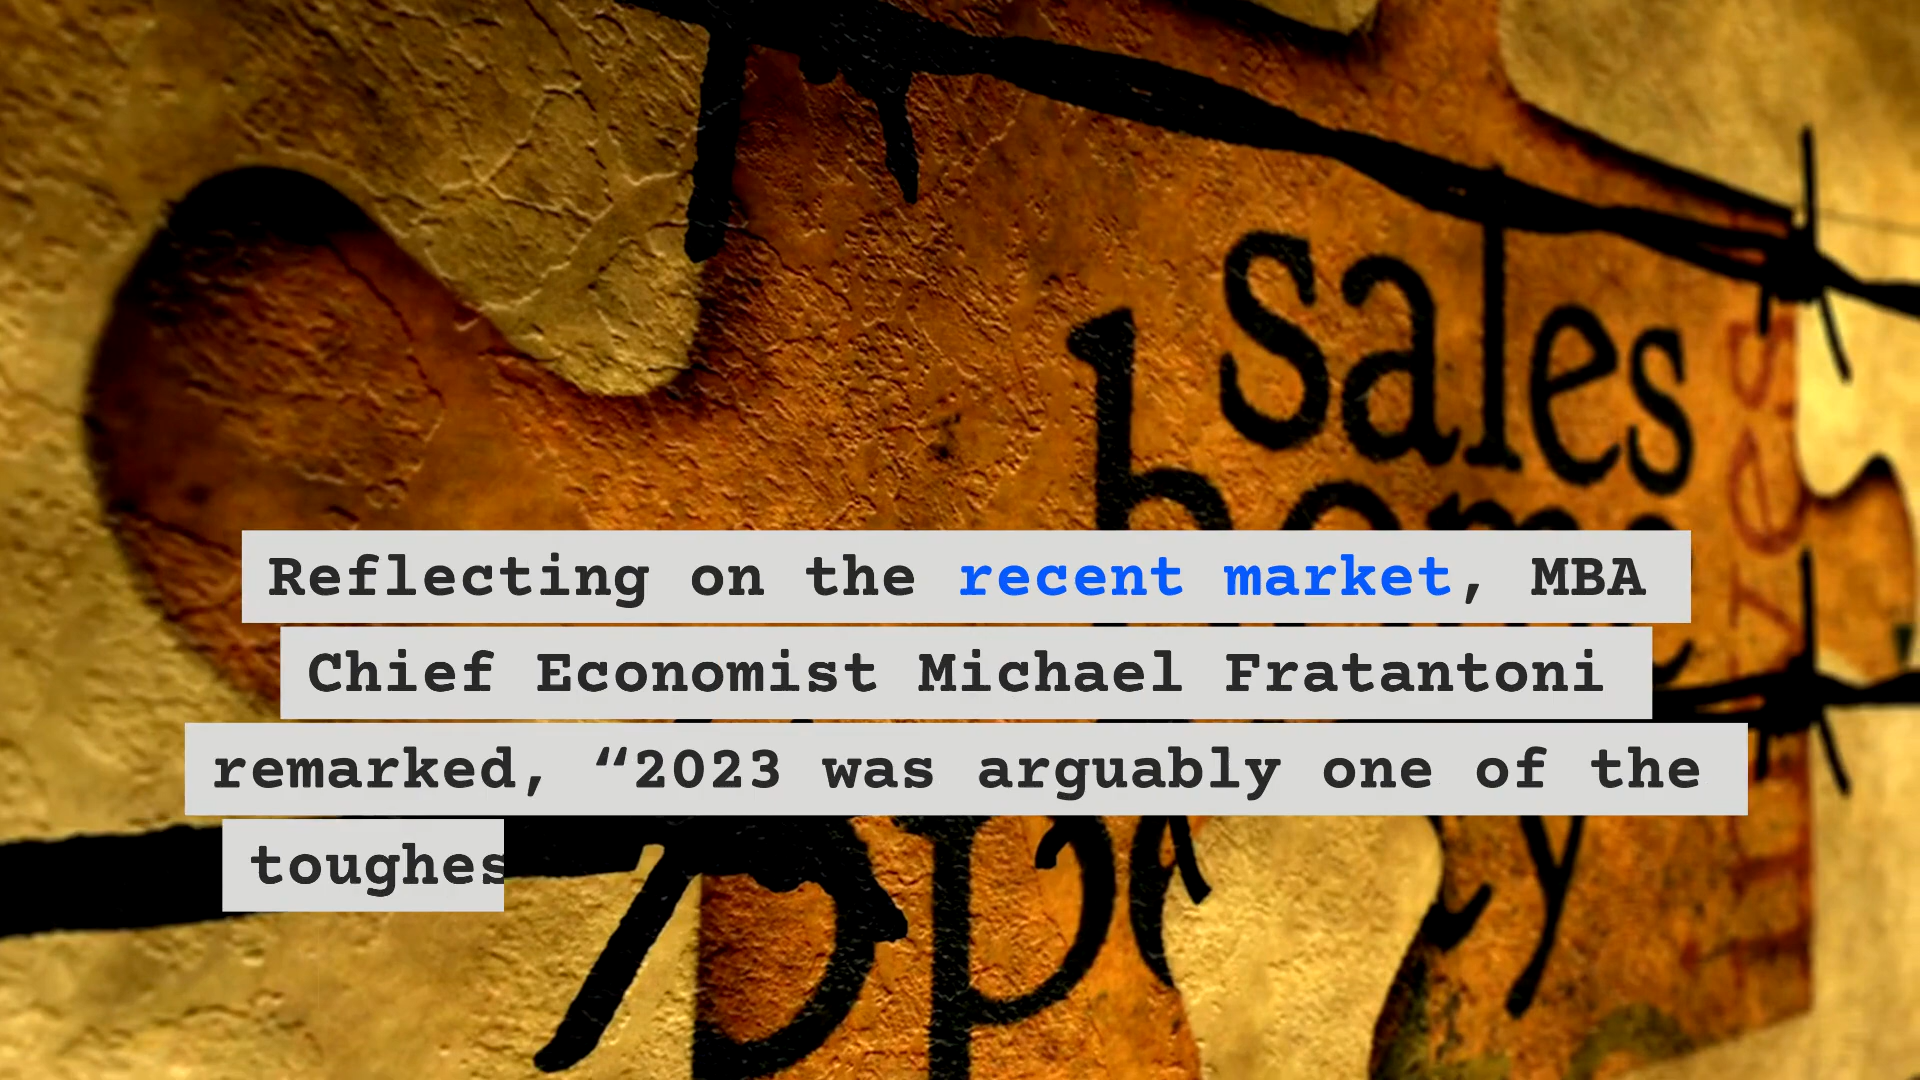 sales
Reflecting on the recent market, MBA
Chief Economist Michael Fratantoni
remarked, “2023 was arguably one of the
toughes